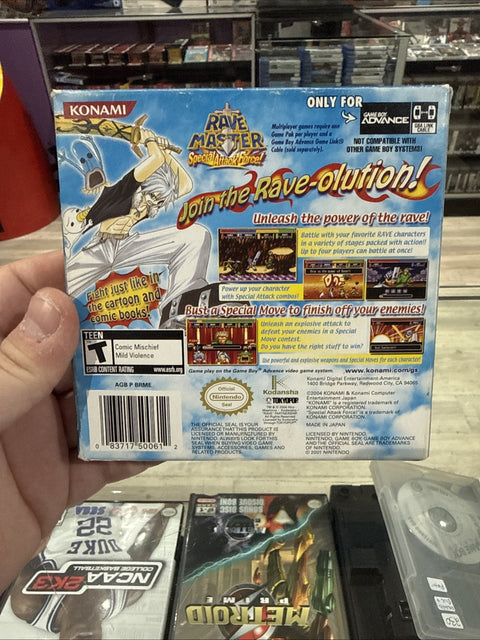 KONAMI
RAVE
MASTER
Special Attack Force!
ONLY FOR
GAME BOY
ADVANCE
GBA LINK
CABLE
Multiplayer games require one
Game Pak per player and a
Game Boy Advance Game Link®
Cable (sold separately).
NOT COMPATIBLE WITH
OTHER GAME BOY SYSTEMS!
Join the Rave-olution!
Unleash the power of the rave!
Battle with your favorite RAVE characters
in a variety of stages packed with action!!
Up to four players can battle at once!
Power up your character
with Special Attack combos!
Fight just like in
the cartoon and
comic books!
Bust a Special Move to finish off your enemies!
Unleash an explosive attack to
defeat your enemies in a Special
Move contest.
Do you have the right stuff to win?
Use powerful and explosive weapons and Special Moves for each Character!
TEEN
T
Comic Mischief
Mild Violence
ESRB CONTENT RATING
www.esrb.org
Game play on the Game Boy® Advance video game system.
www.konami.com/gs
AGB P BRME
0 83717 50061 2
Official
Nintendo
Seal
Kodansha
TOKYOPOP
THE OFFICIAL SEAL IS YOUR
ASSURANCE THAT THIS PRODUCT IS
LICENSED OR MANUFACTURED BY
NINTENDO. ALWAYS LOOK FOR THIS
SEAL WHEN BUYING VIDEO GAME
SYSTEMS, ACCESSORIES, GAMES AND
RELATED PRODUCTS.
Konami Digital Entertainment-America
1400 Bridge Parkway, Redwood City, CA 94065
©2004 KONAMI & KONAMI Computer
Entertainment Japan
"KONAMI" is a registered trademark of
KONAMI CORPORATION.
"Special Attack Force" is a trademark of
KONAMI CORPORATION.
MADE IN JAPAN
LICENSED BY NINTENDO.
NINTENDO, GAME BOY, GAME BOY ADVANCE
AND THE OFFICIAL SEAL ARE TRADEMARKS
OF NINTENDO.
© 2001 NINTENDO.
SEGA
DUKE
22
NCAA 2K3
COLLEGE BASKETBALL
METROID
PRIME